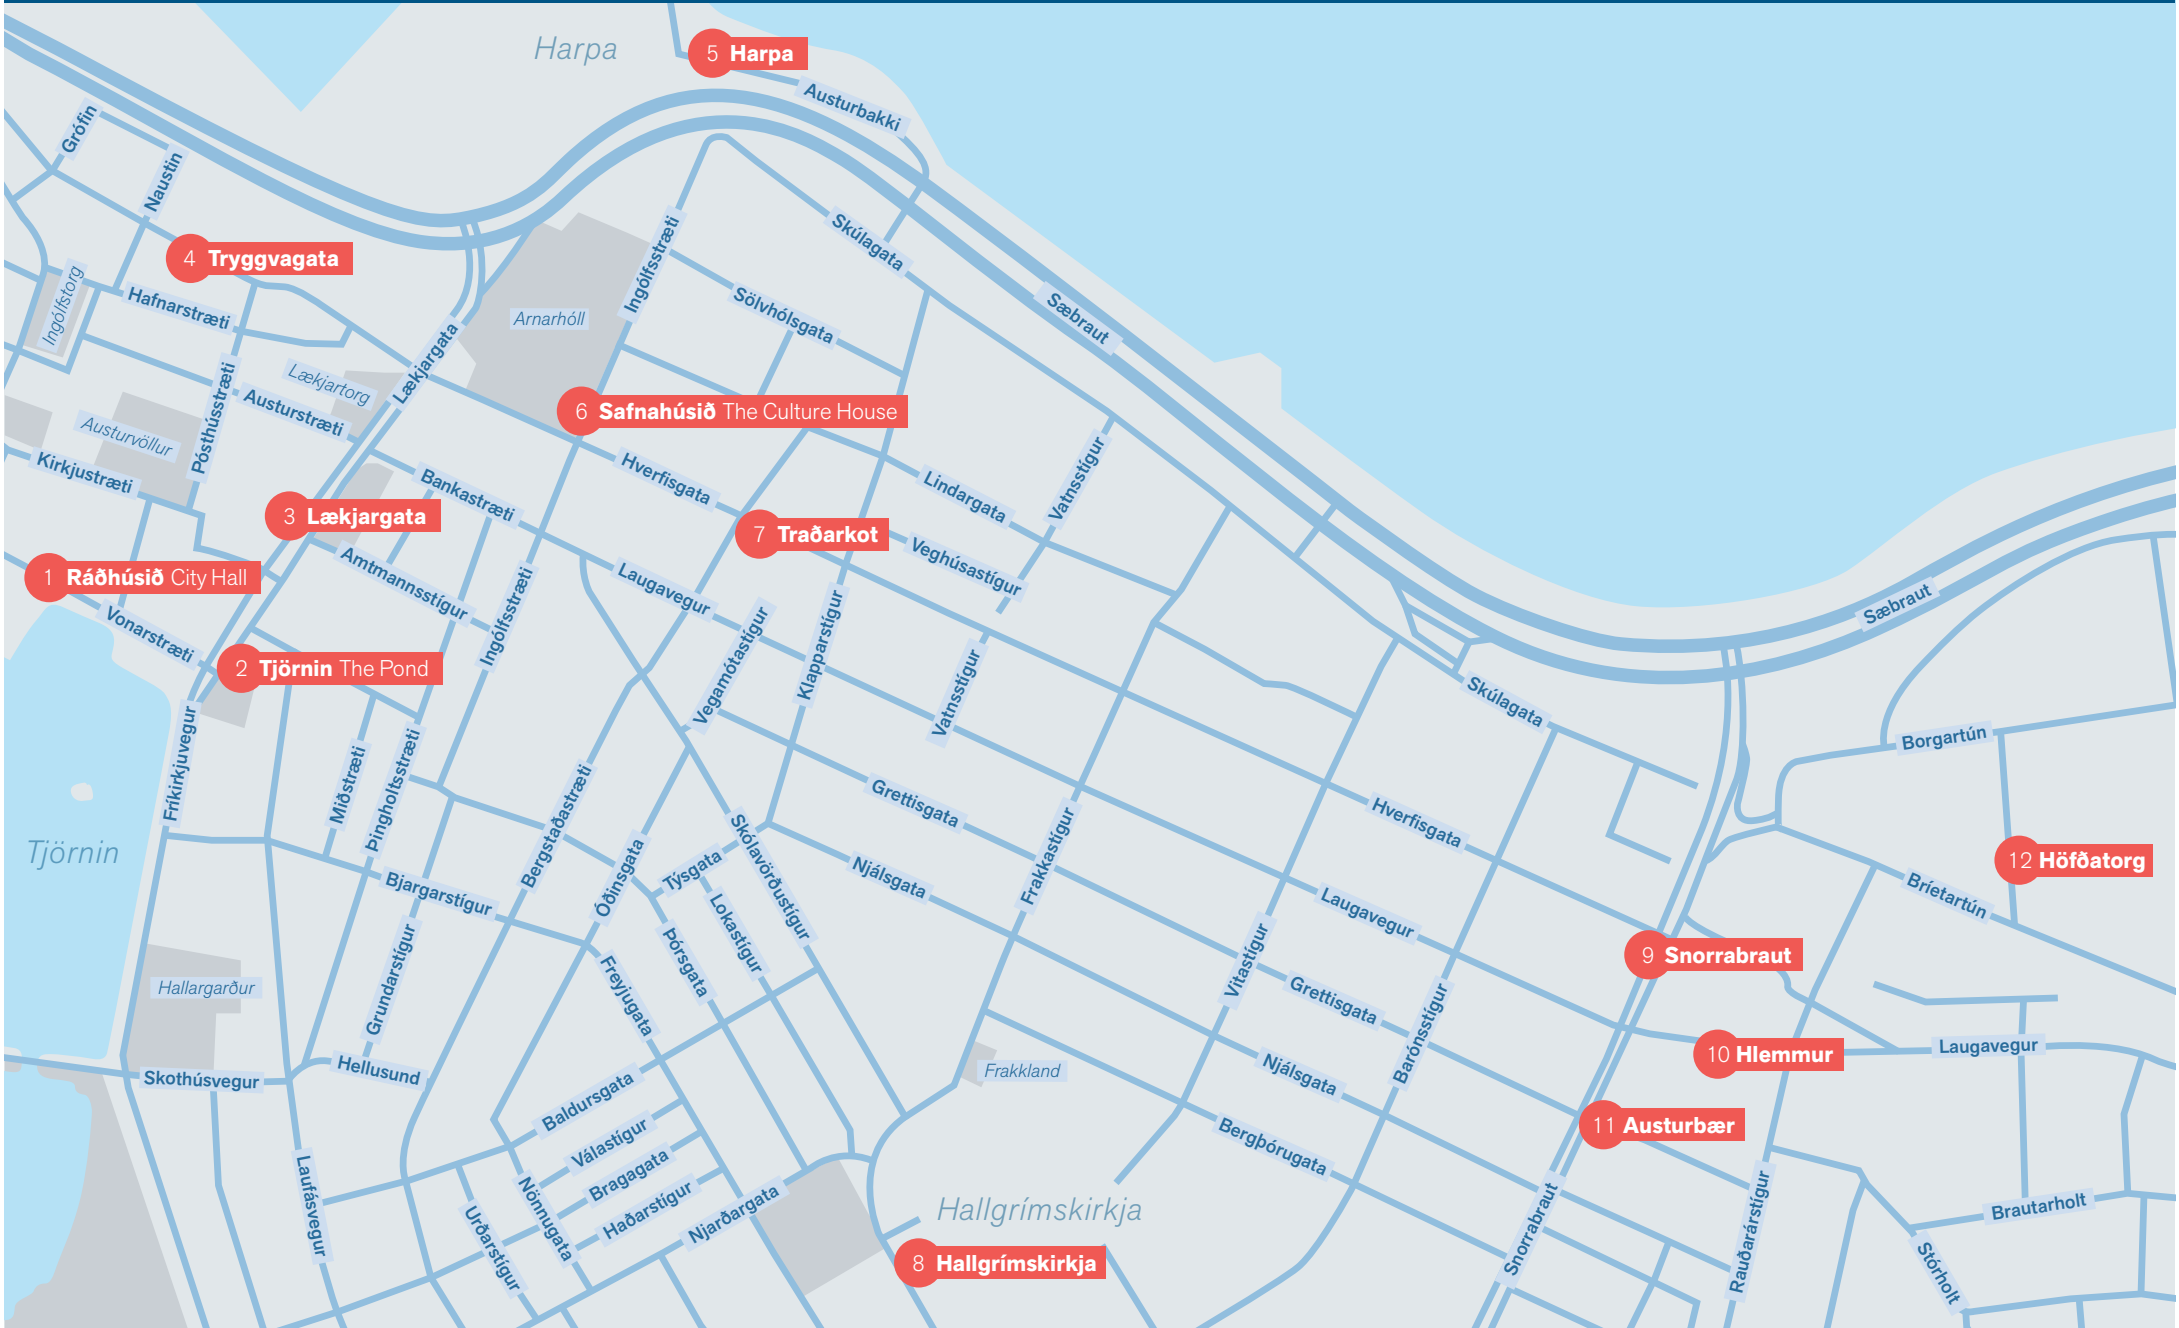 Harpa
5 Harpa
Austurbakki
Grófin
Naustin
4 Tryggvagata
Ingólfsstræti
Skúlagata
Ingólfstorg
Hafnarstræti
Arnarhóll
Sölvhólsgata
Sæbraut
Lækjargata
Lækjartorg
Pósthússtræti
Austurstræti
6 Safnahúsið The Culture House
Austurvöllur
Kirkjustræti
Bankastræti
Hverfisgata
Lindargata
Vatnsstígur
3 Lækjargata
7 Traðarkot
Amtmannsstígur
Veghúsastígur
1 Ráðhúsið City Hall
Ingólfsstræti
Laugavegur
Sæbraut
Vonarstræti
Vegamótastígur
Klapparstígur
2 Tjörnin The Pond
Vatnsstígur
Skúlagata
Fríkirkjuvegur
Miðstræti
Þingholtsstræti
Borgartún
Bergstaðastræti
Grettisgata
Hverfisgata
Tjörnin
Skólavörðustígur
Frakkastígur
12 Höfðatorg
Óðinsgata
Týsgata
Njálsgata
Bjargarstígur
Bríetartún
Laugavegur
Lokastígur
Þórsgata
Grundarstígur
Freyjugata
Vitastígur
9 Snorrabraut
Hallargarður
Grettisgata
Barónsstígur
10 Hlemmur
Laugavegur
Hellusund
Skothúsvegur
Frakkland
Njálsgata
Baldursgata
11 Austurbær
Válastígur
Bergþórugata
Bragagata
Laufásvegur
Nönnugata
Haðarstígur
Njarðargata
Hallgrímskirkja
Urðarstígur
Snorrabraut
Rauðarárstígur
Brautarholt
8 Hallgrímskirkja
Stórholt